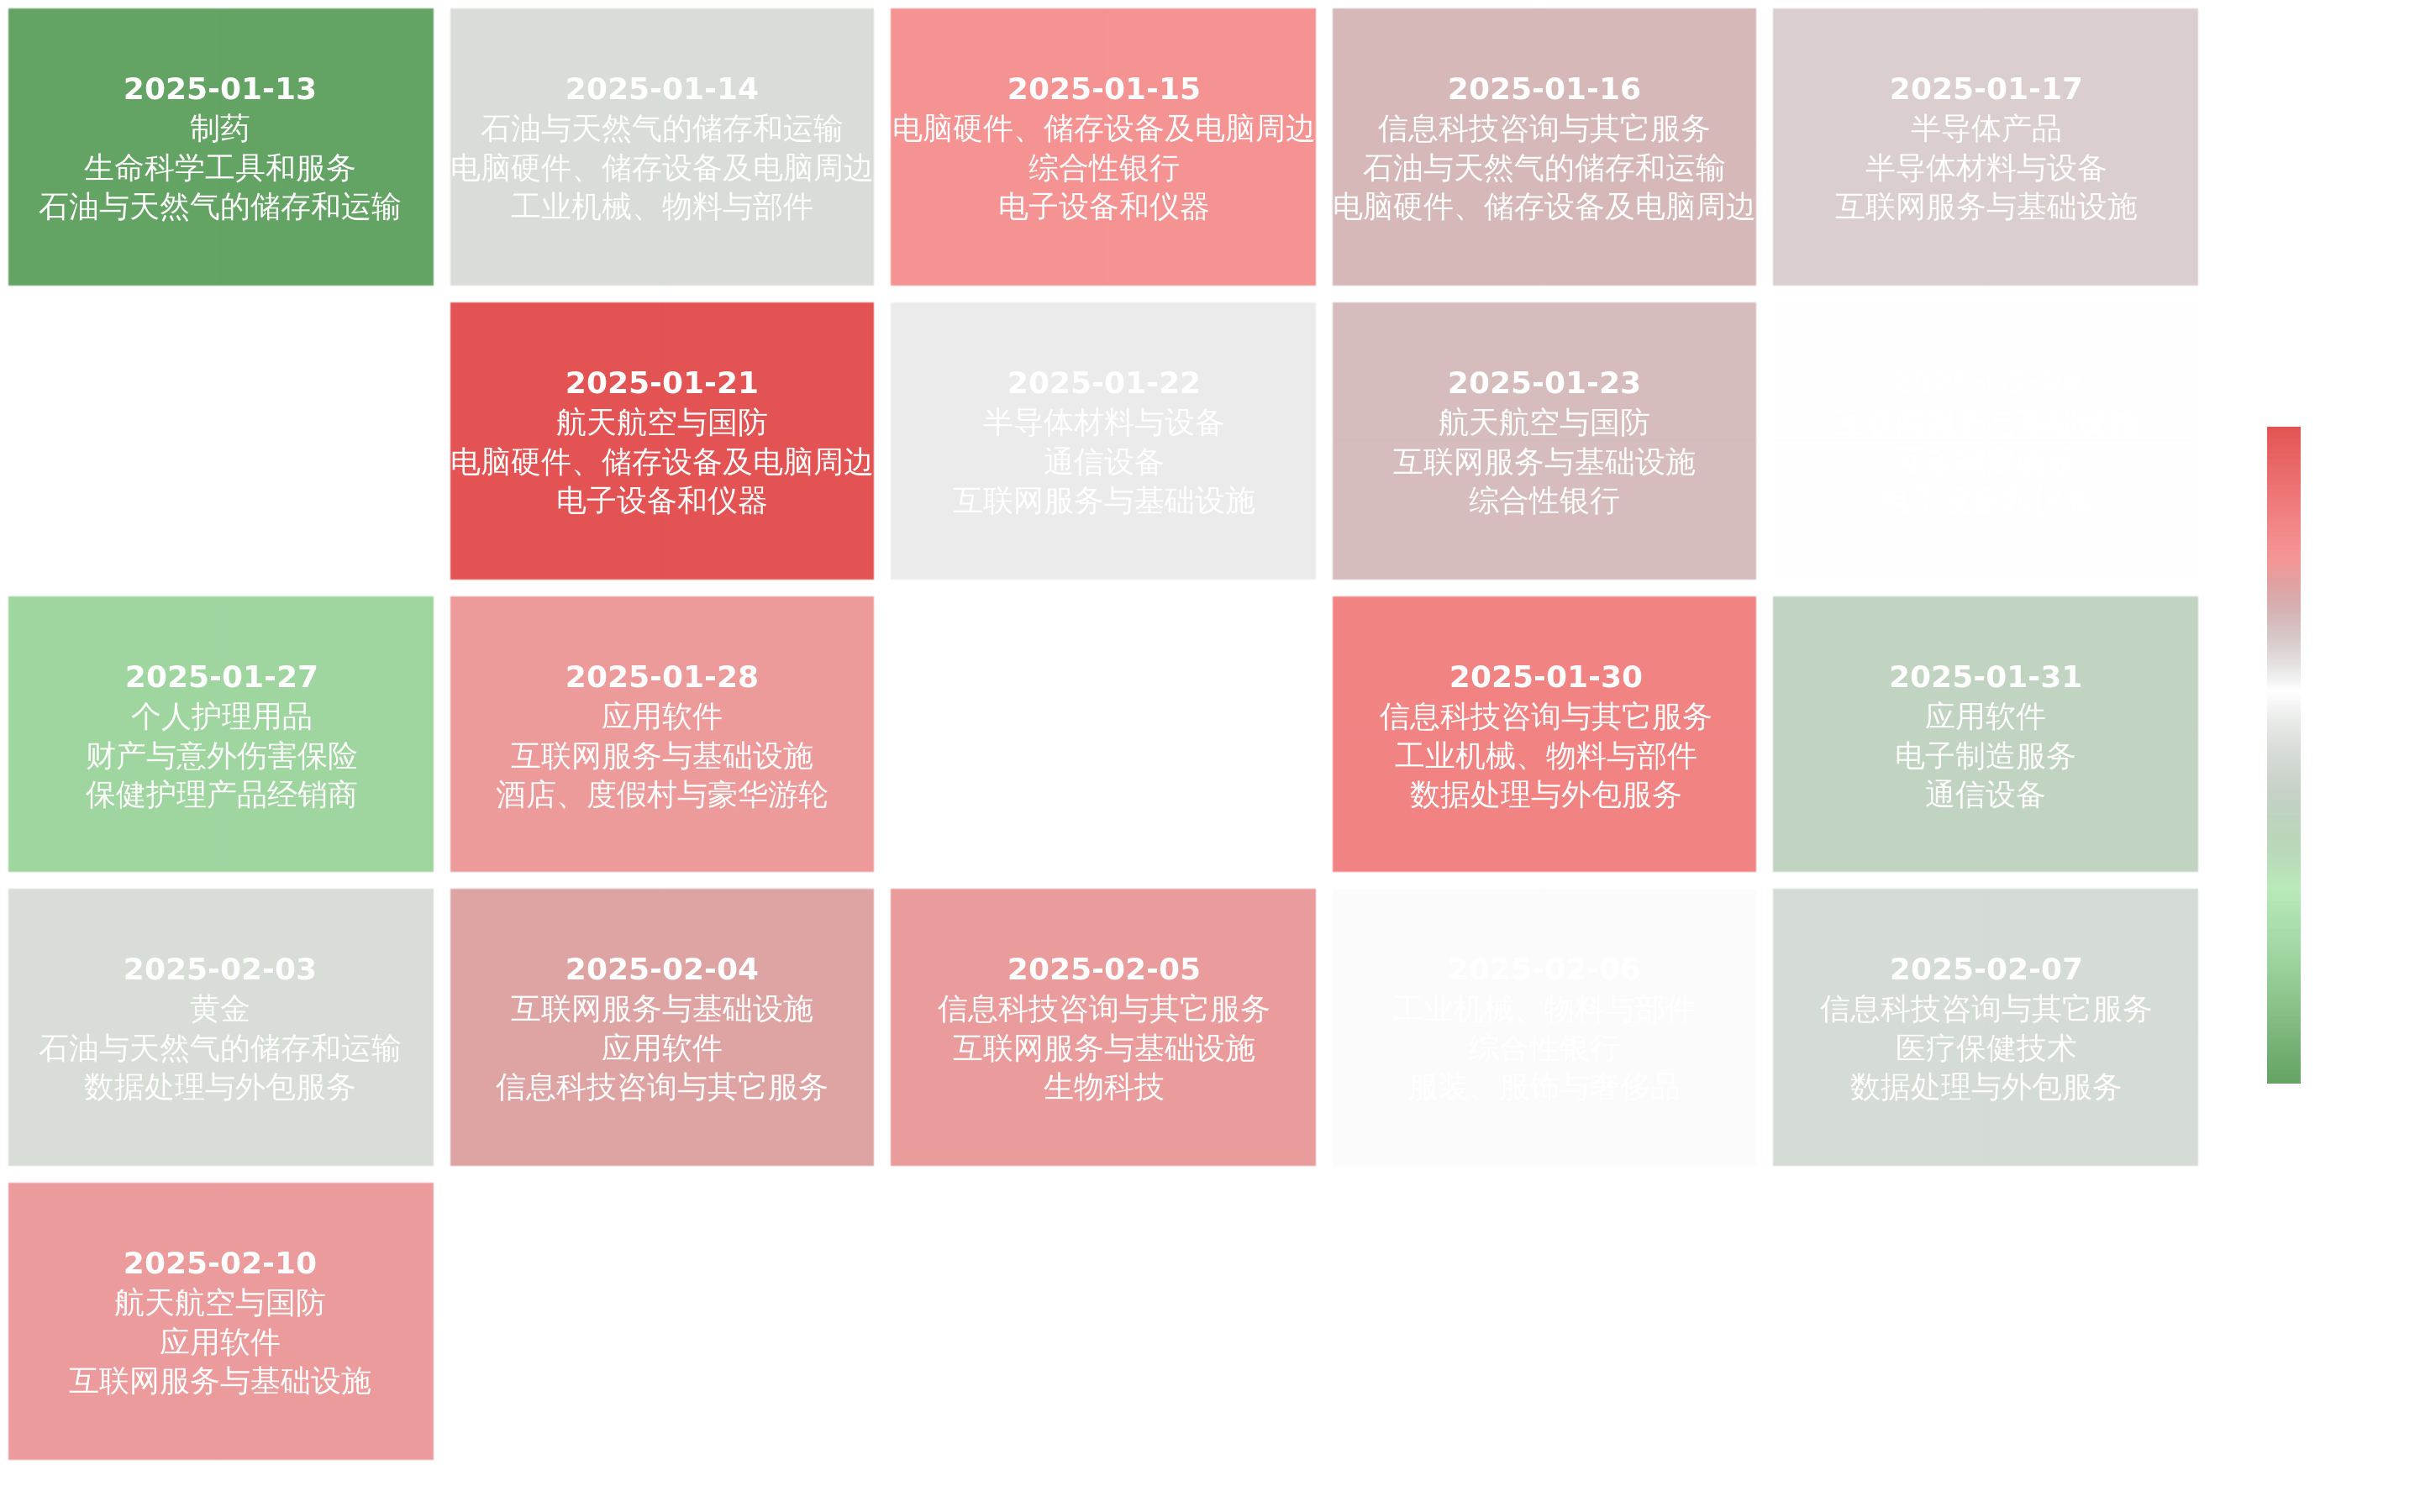 2025-01-13
制药
生命科学工具和服务
石油与天然气的储存和运输
2025-01-14
石油与天然气的储存和运输
电脑硬件、储存设备及电脑周边
工业机械、物料与部件
2025-01-15
电脑硬件、储存设备及电脑周边
综合性银行
电子设备和仪器
2025-01-16
信息科技咨询与其它服务
石油与天然气的储存和运输
电脑硬件、储存设备及电脑周边
2025-01-17
半导体产品
半导体材料与设备
互联网服务与基础设施
2025-01-21
航天航空与国防
电脑硬件、储存设备及电脑周边
电子设备和仪器
2025-01-22
半导体材料与设备
通信设备
互联网服务与基础设施
2025-01-23
航天航空与国防
互联网服务与基础设施
综合性银行
2025-01-27
个人护理用品
财产与意外伤害保险
保健护理产品经销商
2025-01-28
应用软件
互联网服务与基础设施
酒店、度假村与豪华游轮
2025-01-30
信息科技咨询与其它服务
工业机械、物料与部件
数据处理与外包服务
2025-01-31
应用软件
电子制造服务
通信设备
2025-02-03
黄金
石油与天然气的储存和运输
数据处理与外包服务
2025-02-04
互联网服务与基础设施
应用软件
信息科技咨询与其它服务
2025-02-05
信息科技咨询与其它服务
互联网服务与基础设施
生物科技
2025-02-06
工业机械、物料与部件
综合性银行
服装、服饰与奢侈品
2025-02-07
信息科技咨询与其它服务
医疗保健技术
数据处理与外包服务
2025-02-10
航天航空与国防
应用软件
互联网服务与基础设施